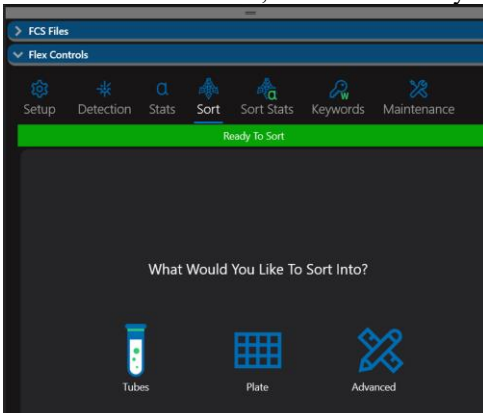 FCS Files
Flex Controls
Setup Detection Stats Sort Sort Stats Keywords Maintenance
Ready To Sort
What Would You Like To Sort Into?
Tubes Plate Advanced